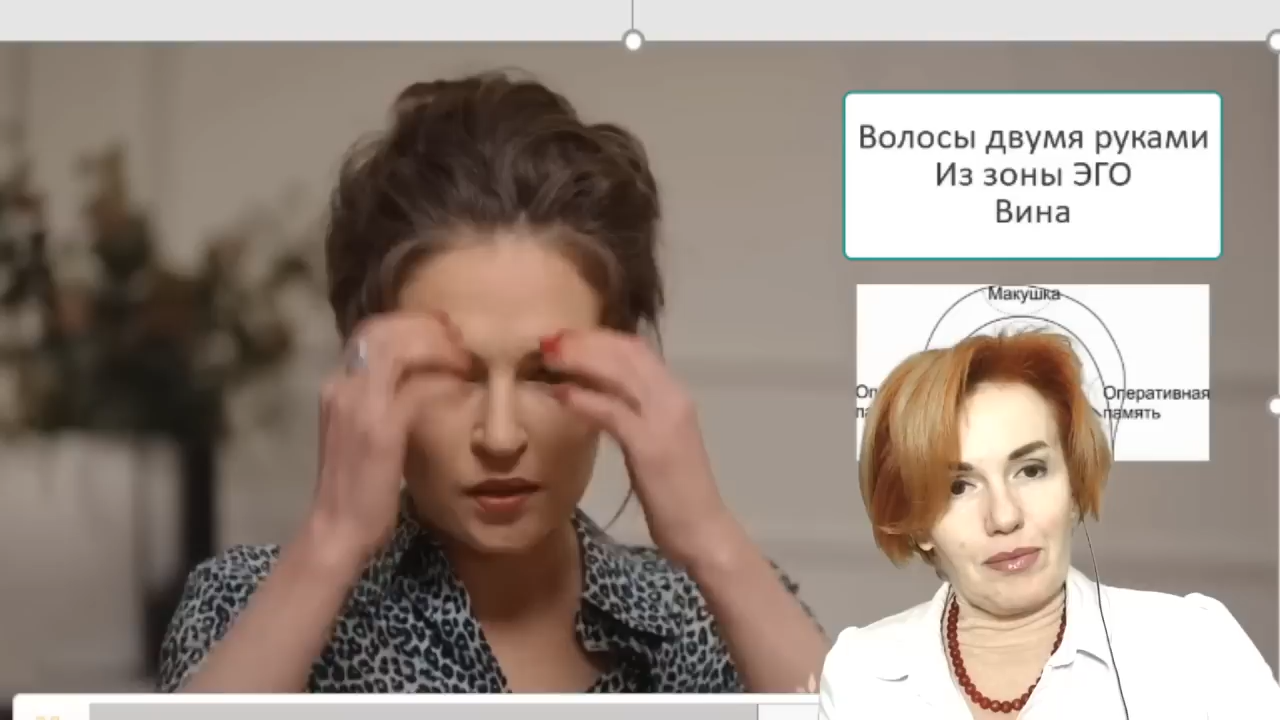 Волосы двумя руками
Из зоны ЭГО
Вина
Макушка
Оперативная
память